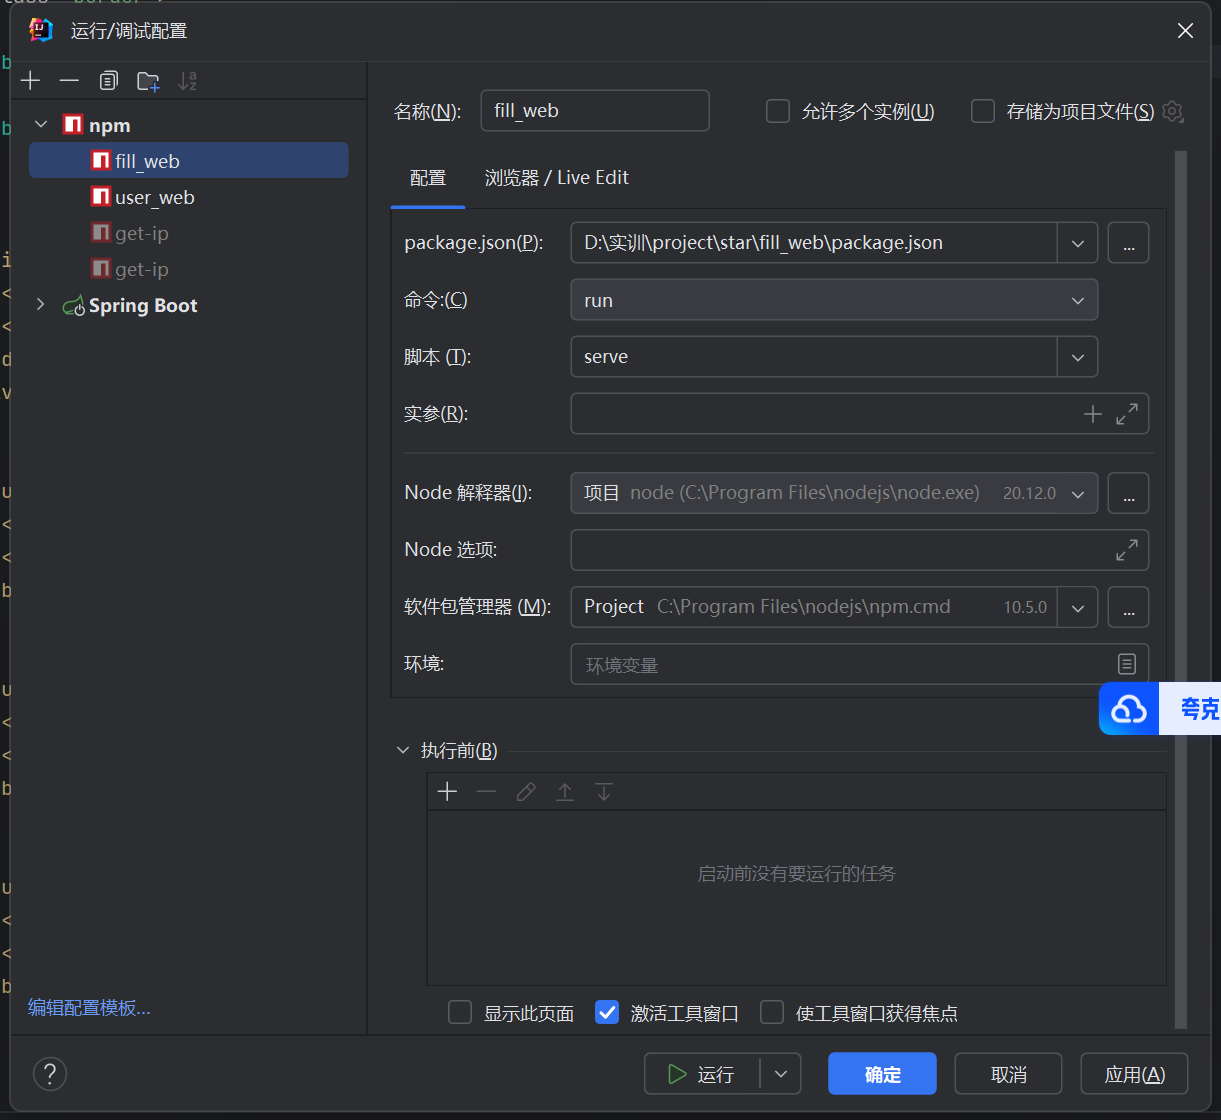 运行/调试配置
npm
fill_web
user_web
get-ip
get-ip
Spring Boot
编辑配置模板...
名称(N):
fill_web
允许多个实例(U)
存储为项目文件(S)
配置
浏览器 / Live Edit
package.json(P):
D:\实训\project\star\fill_web\package.json
...
命令:(C)
run
脚本 (T):
serve
实参(R):
Node 解释器(I):
项目 node (C:\Program Files\nodejs\node.exe) 20.12.0
...
Node 选项:
软件包管理器 (M):
Project C:\Program Files\nodejs\npm.cmd 10.5.0
...
环境:
环境变量
夸克
执行前(B)
启动前没有要运行的任务
显示此页面
激活工具窗口
使工具窗口获得焦点
?
运行
确定
取消
应用(A)